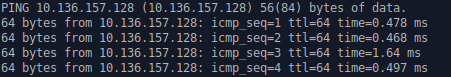 PING 10.136.157.128 (10.136.157.128) 56(84) bytes of data.
64 bytes from 10.136.157.128: icmp_seq=1 ttl=64 time=0.478 ms
64 bytes from 10.136.157.128: icmp_seq=2 ttl=64 time=0.468 ms
64 bytes from 10.136.157.128: icmp_seq=3 ttl=64 time=1.64 ms
64 bytes from 10.136.157.128: icmp_seq=4 ttl=64 time=0.497 ms